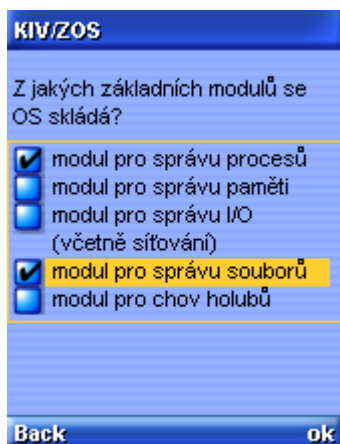 KIV/ZOS
Z jakých základních modulů se
OS skládá?
modul pro správu procesů
modul pro správu paměti
modul pro správu I/O
(včetně síťování)
modul pro správu souborů
modul pro chov holubů
Back ok